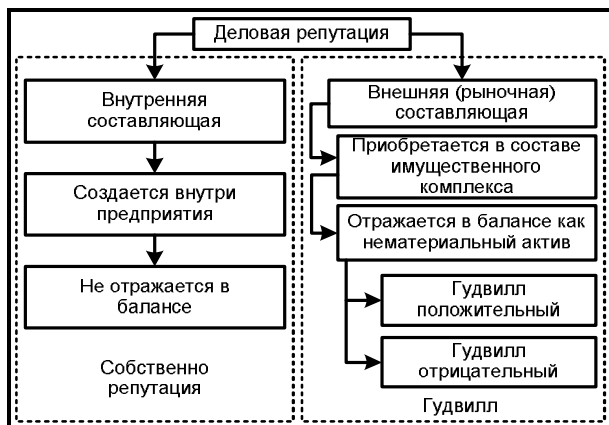 Деловая репутация
Внутренняя
составляющая
Создается внутри
предприятия
Не отражается в
балансе
Собственно
репутация
Внешняя (рыночная)
составляющая
Приобретается в составе
имущественного
комплекса
Отражается в балансе как
нематериальный актив
Гудвилл
положительный
Гудвилл
отрицательный
Гудвилл